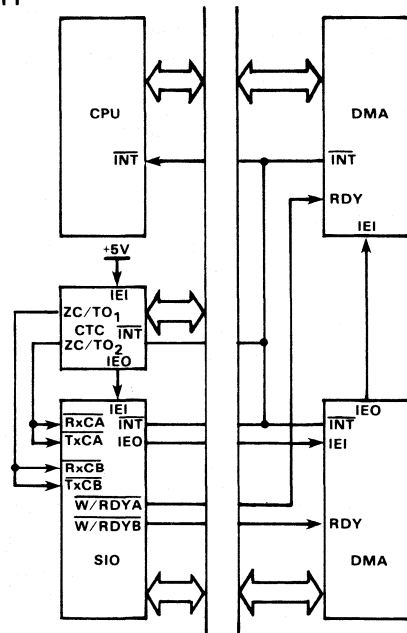 CPU
DMA
INT
INT
RDY
+5V
IEI
IEI
ZC/TO1
CTC
INT
ZC/TO2
IEO
IEO
IEI
RxCA
INT
INT
TxCA
IEO
IEI
RxCB
TxCB
W/RDYA
W/RDYB
RDY
SIO
DMA